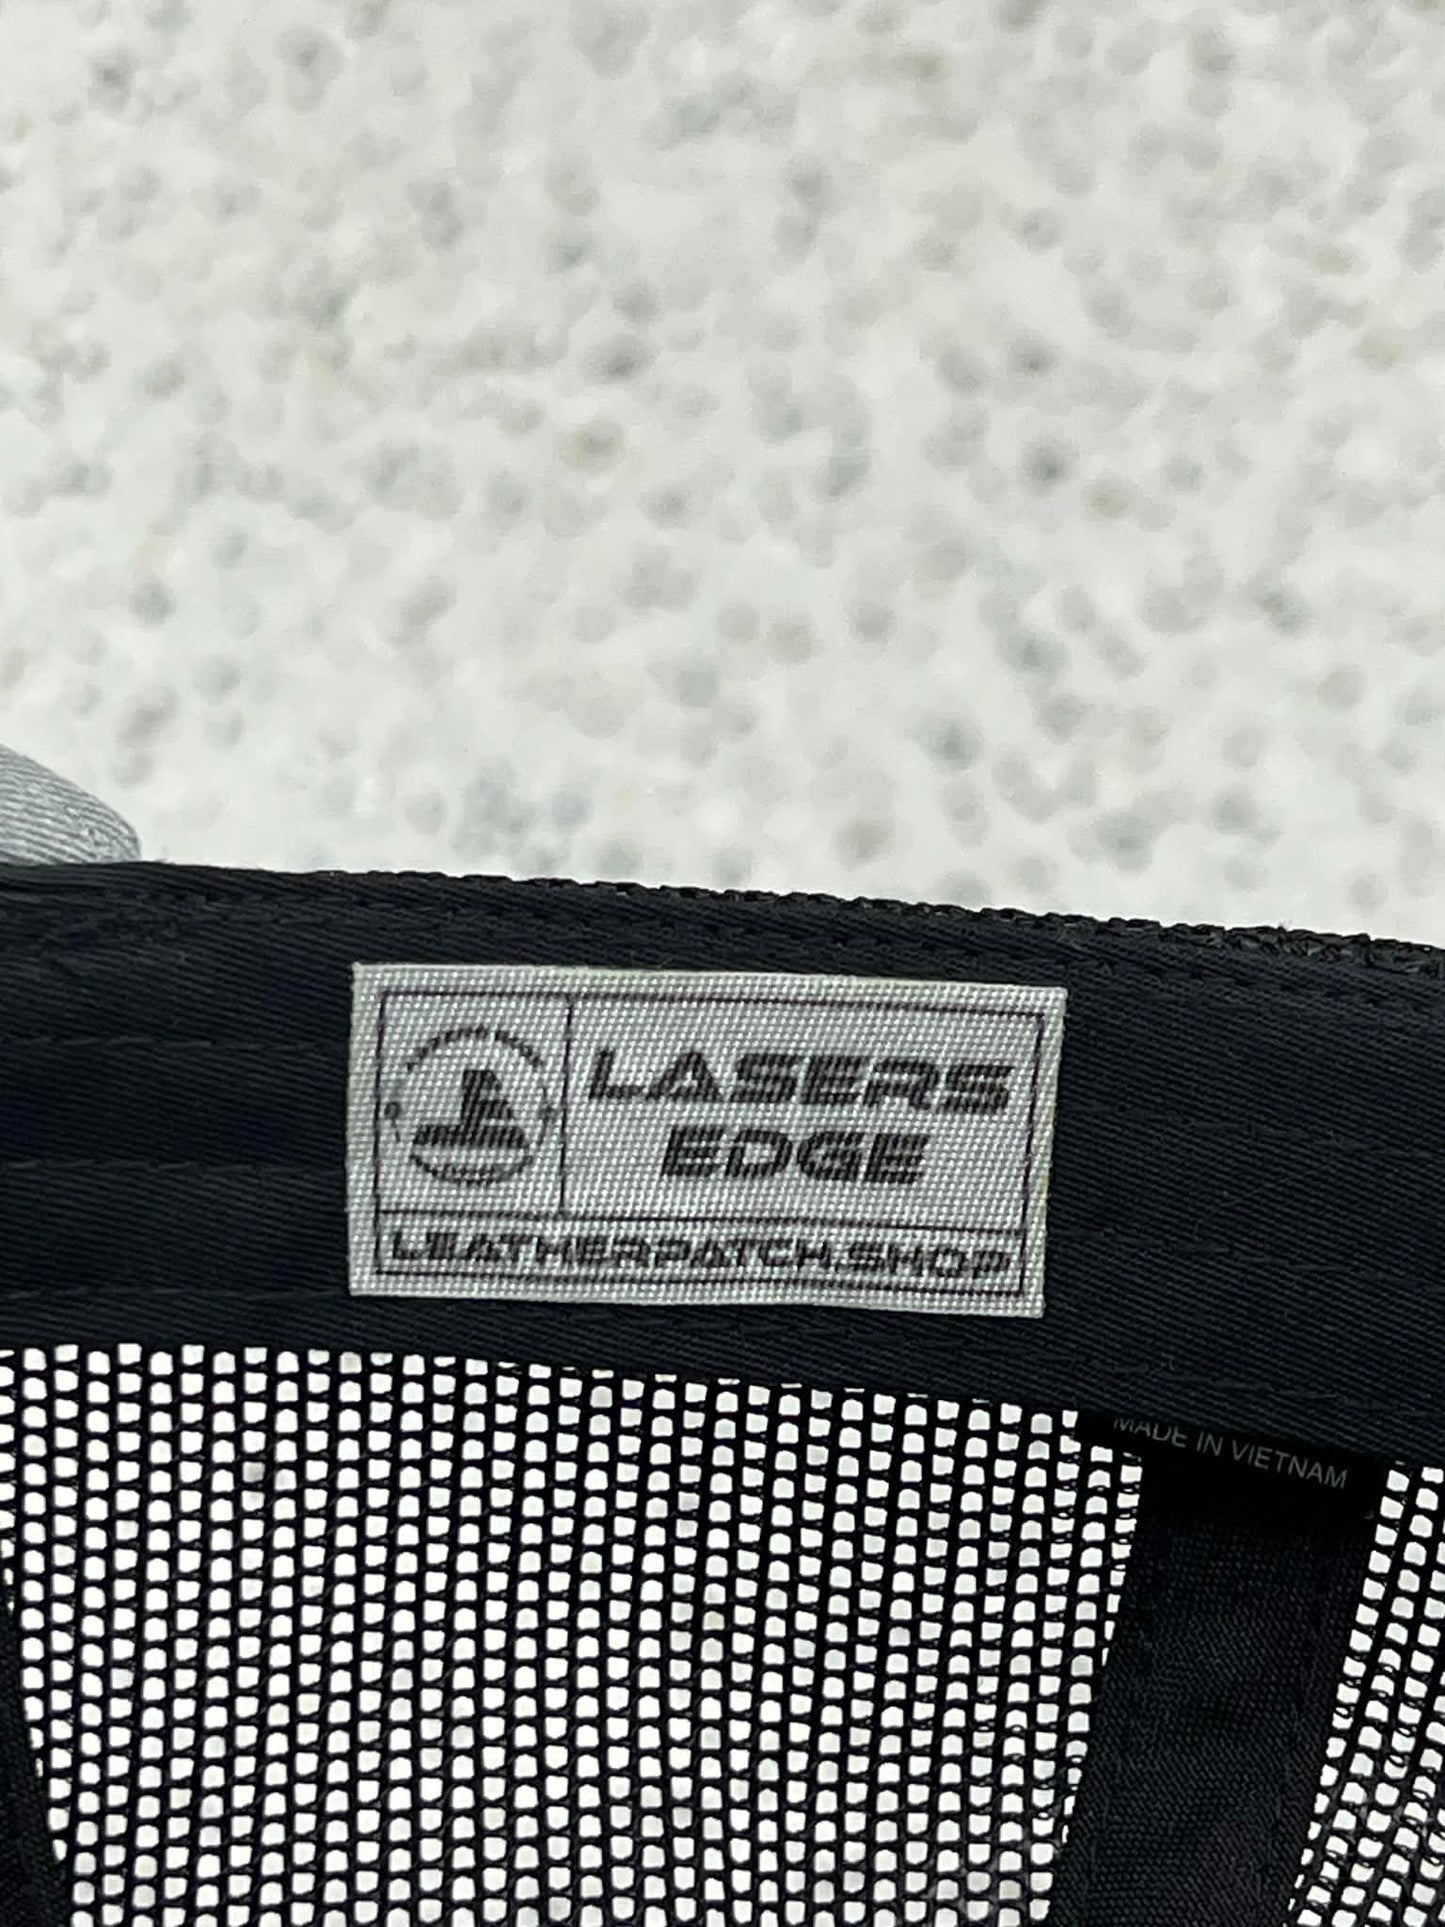 LASERS
EDGE
LEATHERPATCH.SHOP
MADE IN VIETNAM